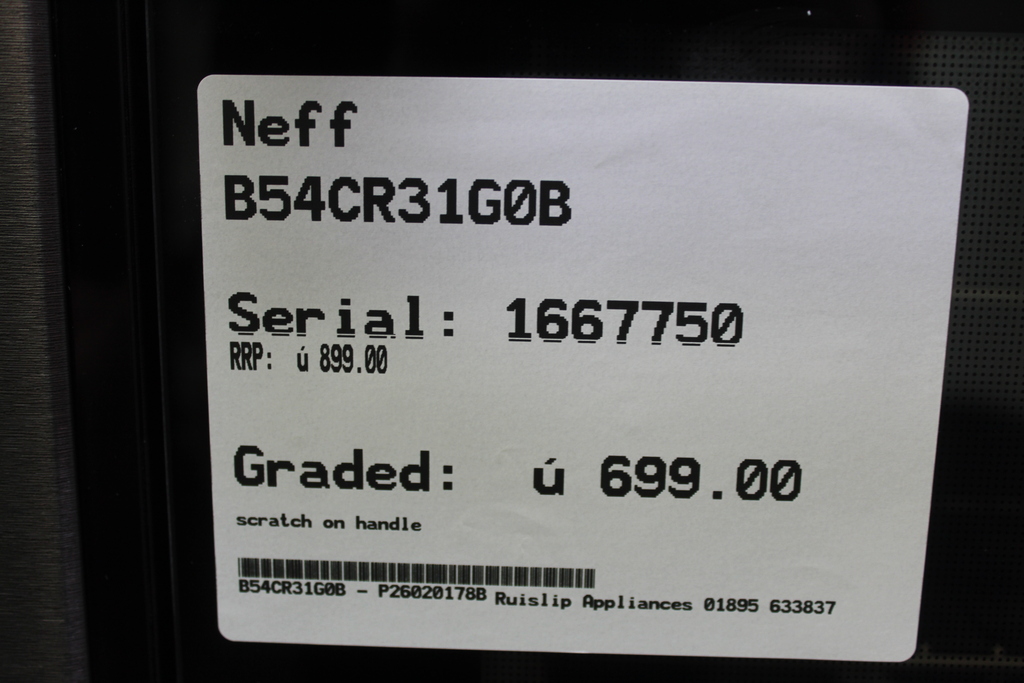 Neff
B54CR31G0B
Serial: 1667750
RRP: ú 899.00
Graded: ú 699.00
scratch on handle
B54CR31G0B - P26020178B Ruislip Appliances 01895 633837